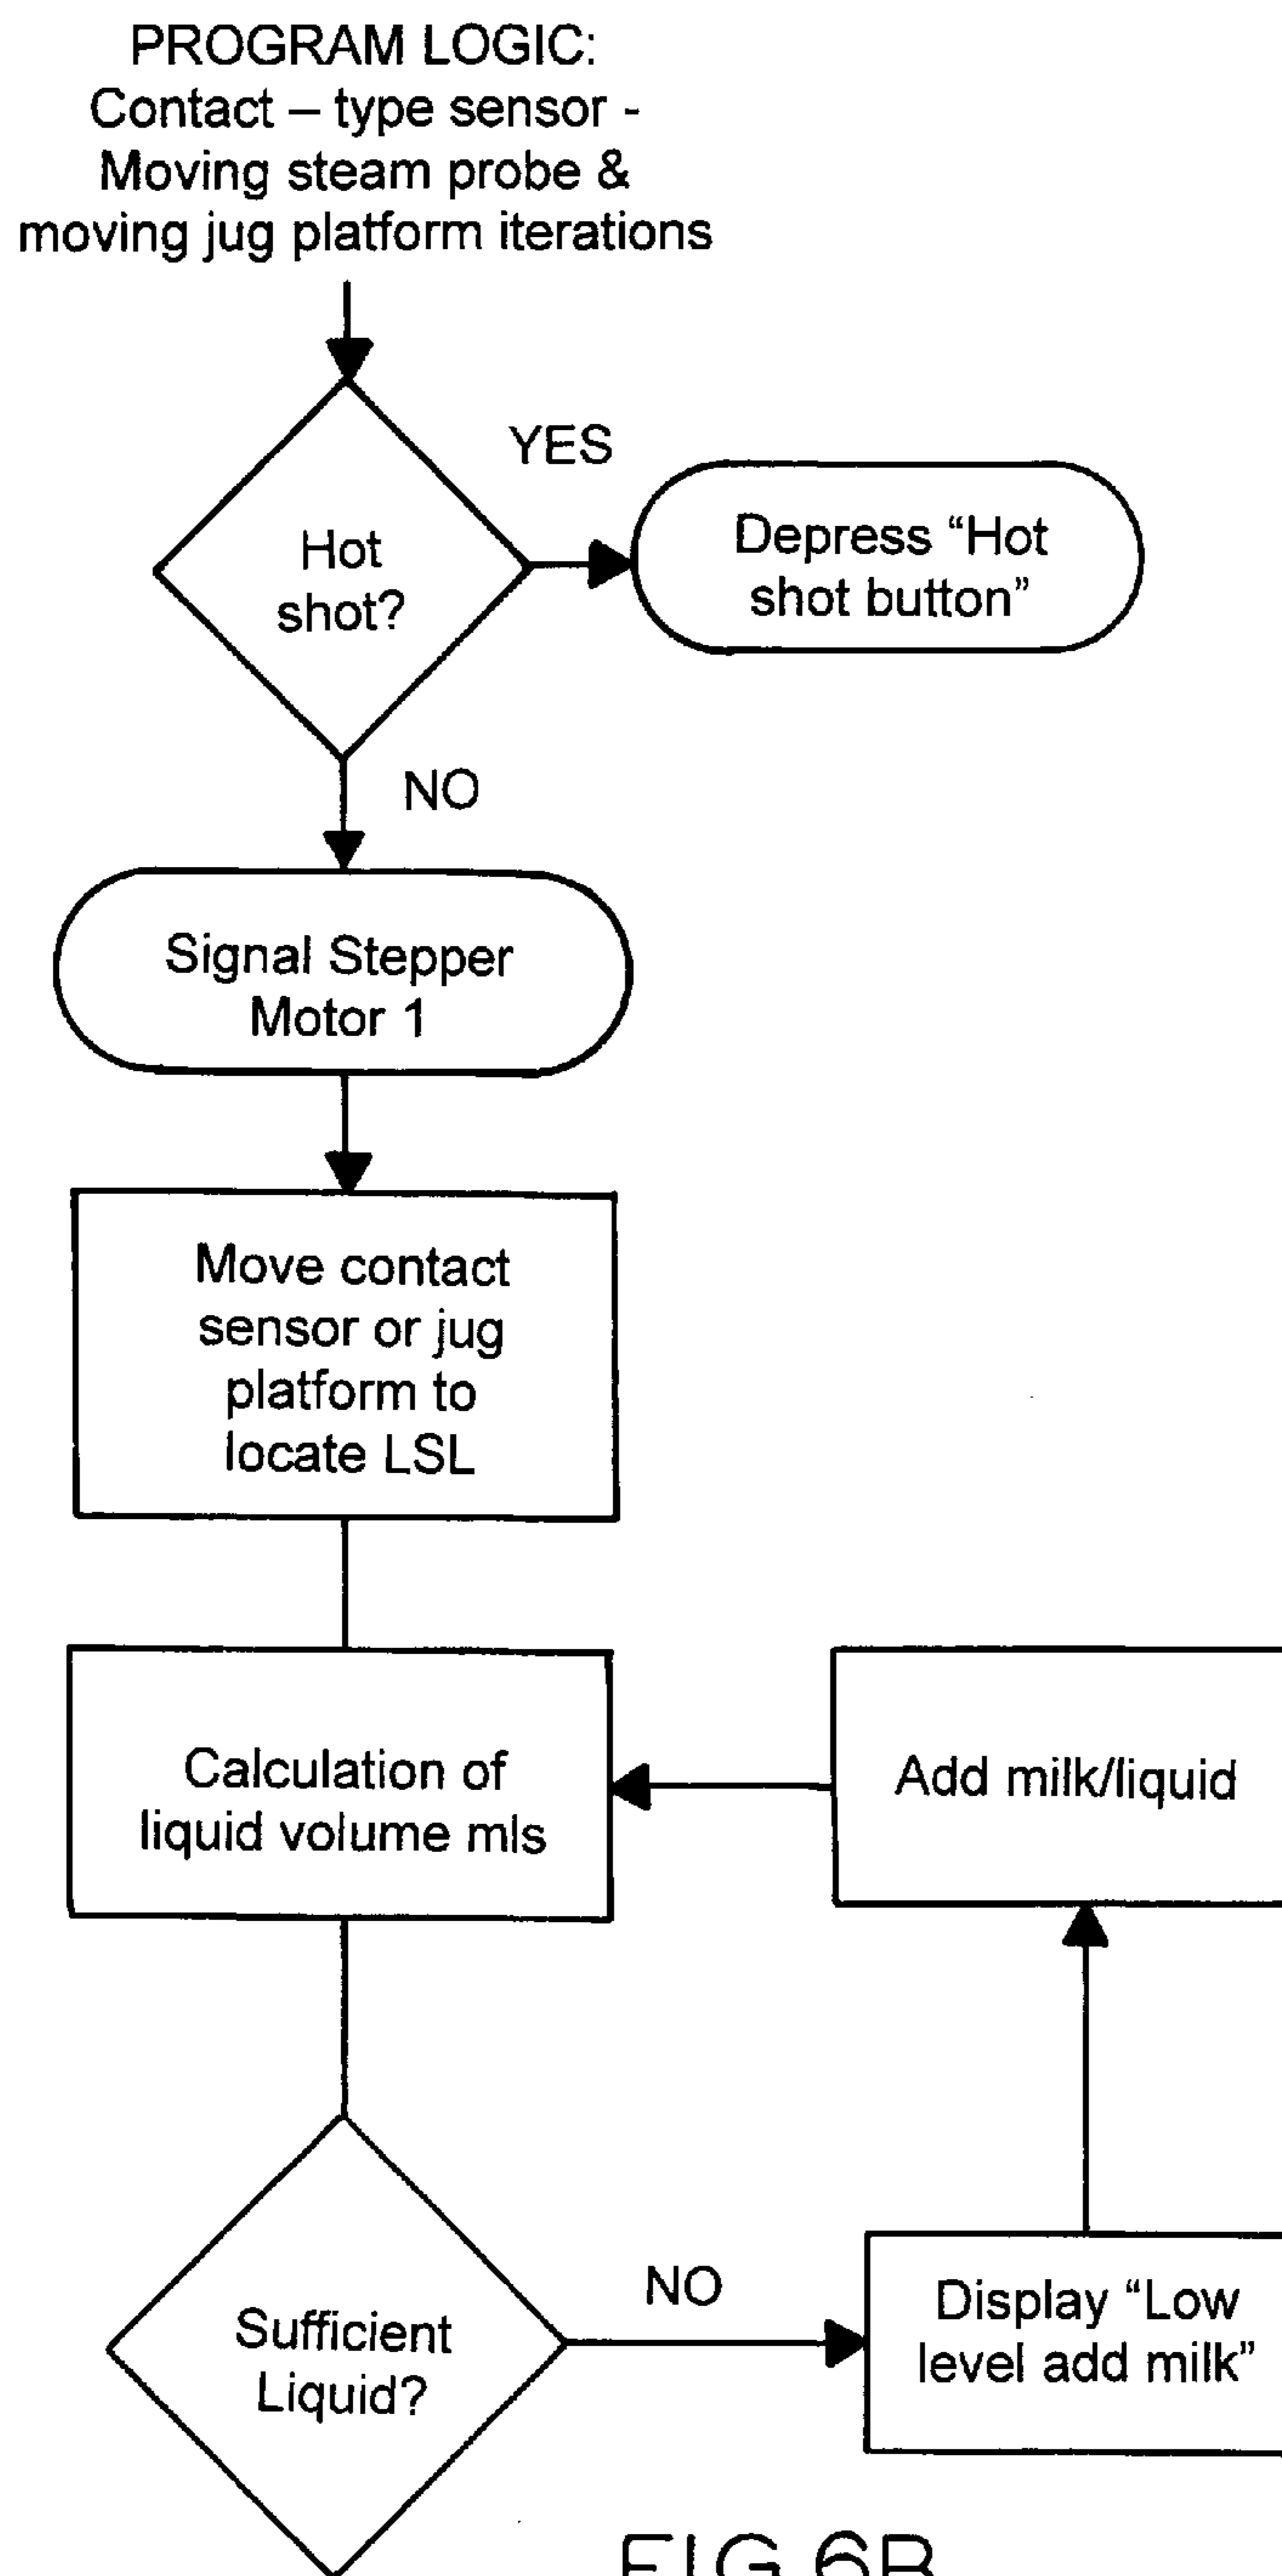 PROGRAM LOGIC:
Contact – type sensor -
Moving steam probe &
moving jug platform iterations
YES
Hot
shot?
Depress “Hot
shot button”
NO
Signal Stepper
Motor 1
Move contact
sensor or jug
platform to
locate LSL
Calculation of
liquid volume mls
Add milk/liquid
NO
Sufficient
Liquid?
Display “Low
level add milk”
FIG 6B